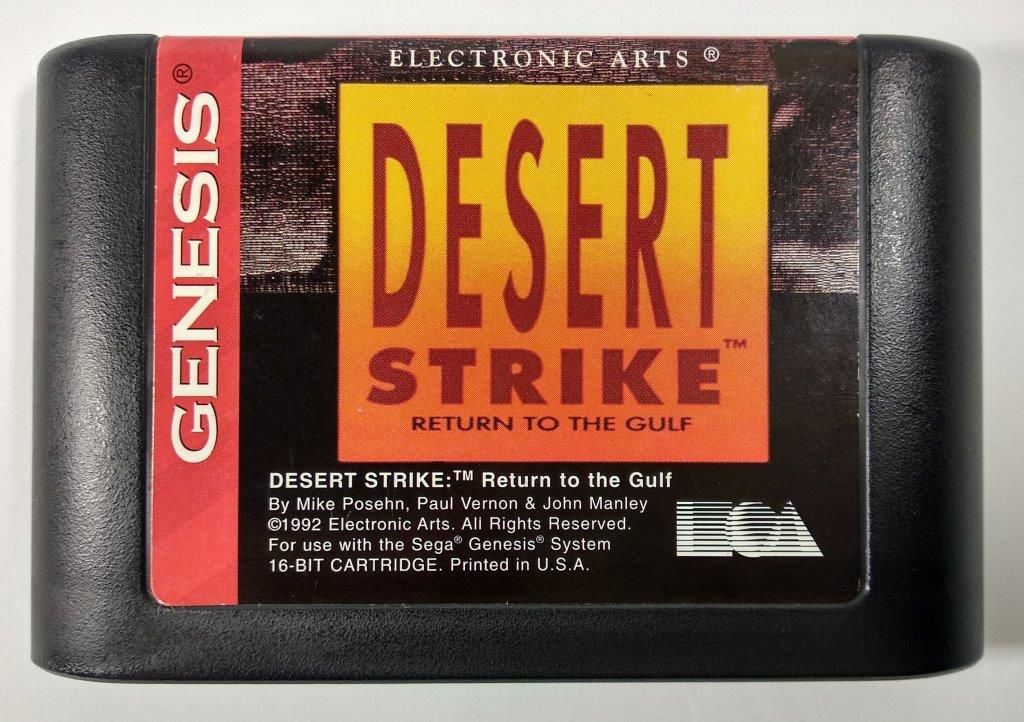 ELECTRONIC ARTS ®
GENESIS®
DESERT
STRIKE™
RETURN TO THE GULF
DESERT STRIKE:™ Return to the Gulf
By Mike Posehn, Paul Vernon & John Manley
©1992 Electronic Arts. All Rights Reserved.
For use with the Sega® Genesis® System
16-BIT CARTRIDGE. Printed in U.S.A.
EOA